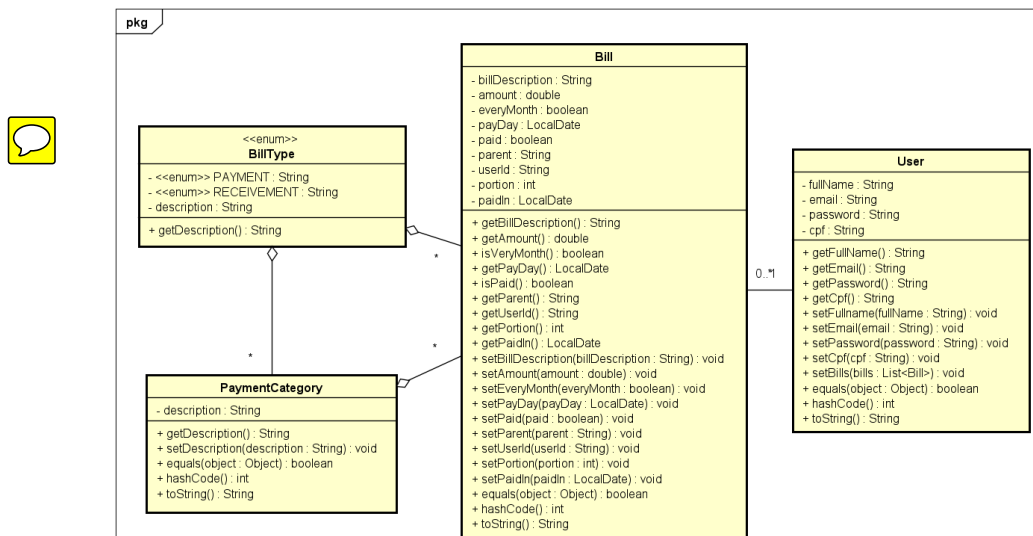 pkg
<<enum>>
BillType
- <<enum>> PAYMENT : String
- <<enum>> RECEIVEMENT : String
- description : String
+ getDescription() : String
*
*
*
PaymentCategory
- description : String
+ getDescription() : String
+ setDescription(description : String) : void
+ equals(object : Object) : boolean
+ hashCode() : int
+ toString() : String
Bill
- billDescription : String
- amount : double
- everyMonth : boolean
- payDay : LocalDate
- paid : boolean
- parent : String
- userId : String
- portion : int
- paidIn : LocalDate
+ getBillDescription() : String
+ getAmount() : double
+ isVeryMonth() : boolean
+ getPayDay() : LocalDate
+ isPaid() : boolean
+ getParent() : String
+ getUserId() : String
+ getPortion() : int
+ getPaidIn() : LocalDate
+ setBillDescription(billDescription : String) : void
+ setAmount(amount : double) : void
+ setEveryMonth(everyMonth : boolean) : void
+ setPayDay(payDay : LocalDate) : void
+ setPaid(paid : boolean) : void
+ setParent(parent : String) : void
+ setUserId(userId : String) : void
+ setPortion(portion : int) : void
+ setPaidIn(paidIn : LocalDate) : void
+ equals(object : Object) : boolean
+ hashCode() : int
+ toString() : String
0..*1
User
- fullName : String
- email : String
- password : String
- cpf : String
+ getFullName() : String
+ getEmail() : String
+ getPassword() : String
+ getCpf() : String
+ setFullname(fullName : String) : void
+ setEmail(email : String) : void
+ setPassword(password : String) : void
+ setCpf(cpf : String) : void
+ setBills(bills : List<Bill>) : void
+ equals(object : Object) : boolean
+ hashCode() : int
+ toString() : String